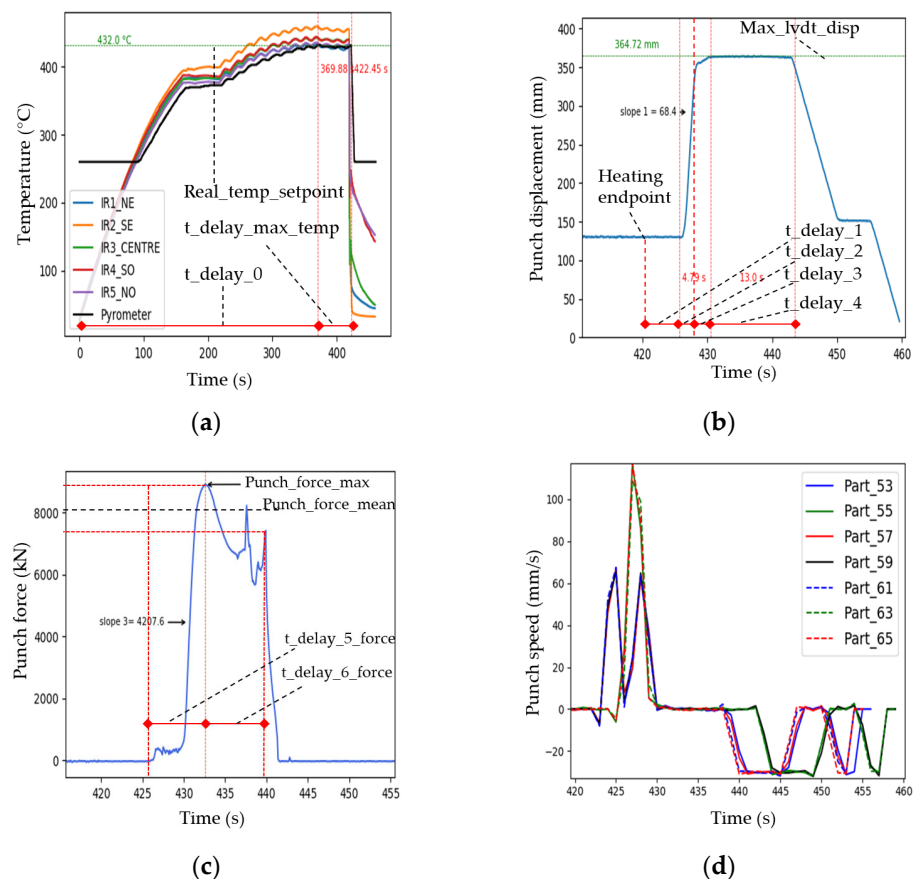 432.0 °C
400
300
200
100
Temperature (°C)
369.88 s
422.45 s
Real_temp_setpoint
t_delay_max_temp
t_delay_0
IR1_NE
IR2_SE
IR3_CENTRE
IR4_SO
IR5_NO
Pyrometer
0 100 200 300 400
Time (s)
(a)
400
350
300
250
200
150
100
50
0
Punch displacement (mm)
364.72 mm
Max_lvdt_disp
slope 1 = 68.4
Heating
endpoint
4.79 s
13.0 s
t_delay_1
t_delay_2
t_delay_3
t_delay_4
420 430 440 450 460
Time (s)
(b)
8000
6000
4000
2000
0
Punch force (kN)
Punch_force_max
Punch_force_mean
slope 3= 4207.6
t_delay_5_force
t_delay_6_force
420 425 430 435 440 445 450 455
Time (s)
(c)
100
80
60
40
20
0
−20
Punch speed (mm/s)
Part_53
Part_55
Part_57
Part_59
Part_61
Part_63
Part_65
420 425 430 435 440 445 450 455 460
Time (s)
(d)